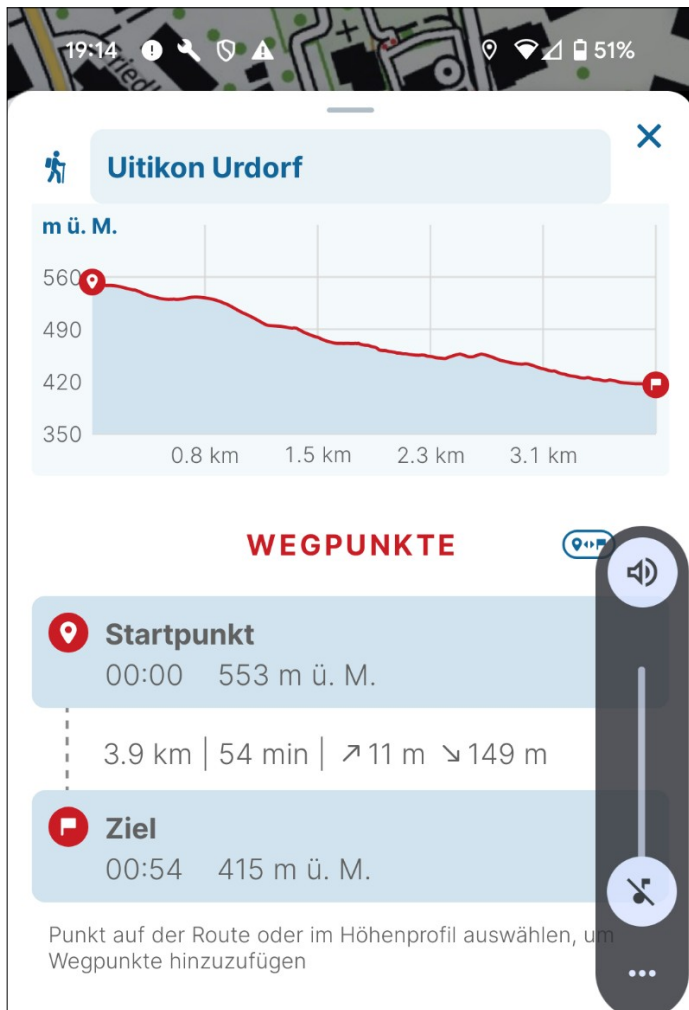 19:14
51%
Uitikon Urdorf
m ü. M.
560
490
420
350
0.8 km 1.5 km 2.3 km 3.1 km
WEGPUNKTE
Startpunkt
00:00 553 m ü. M.
3.9 km | 54 min | ↗ 11 m ↘ 149 m
Ziel
00:54 415 m ü. M.
Punkt auf der Route oder im Höhenprofil auswählen, um
Wegpunkte hinzuzufügen